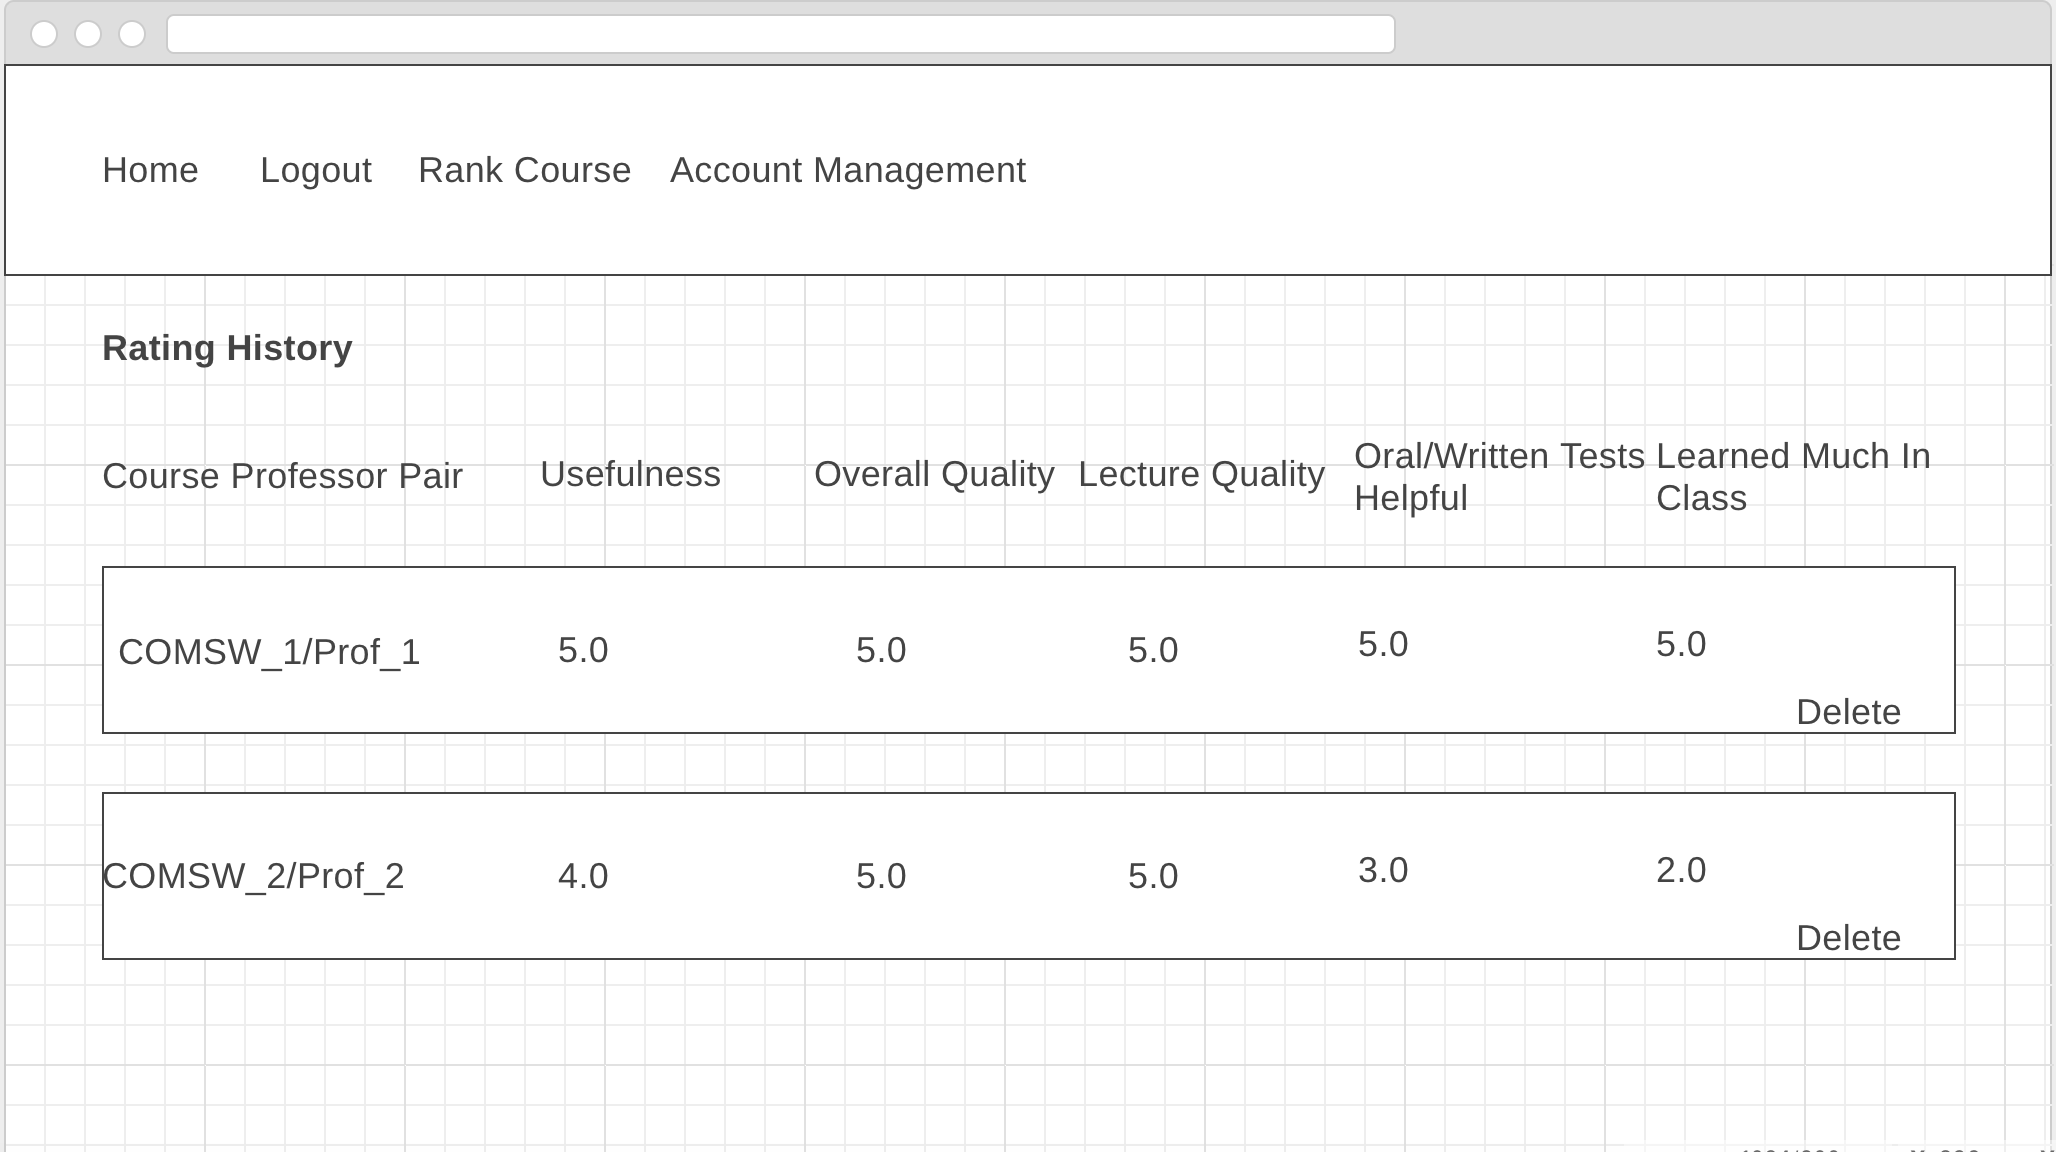 Home Logout Rank Course Account Management
Rating History
Course Professor Pair Usefulness Overall Quality Lecture Quality Oral/Written Tests Helpful Learned Much In Class
COMSW_1/Prof_1 5.0 5.0 5.0 5.0 5.0
Delete
COMSW_2/Prof_2 4.0 5.0 5.0 3.0 2.0
Delete